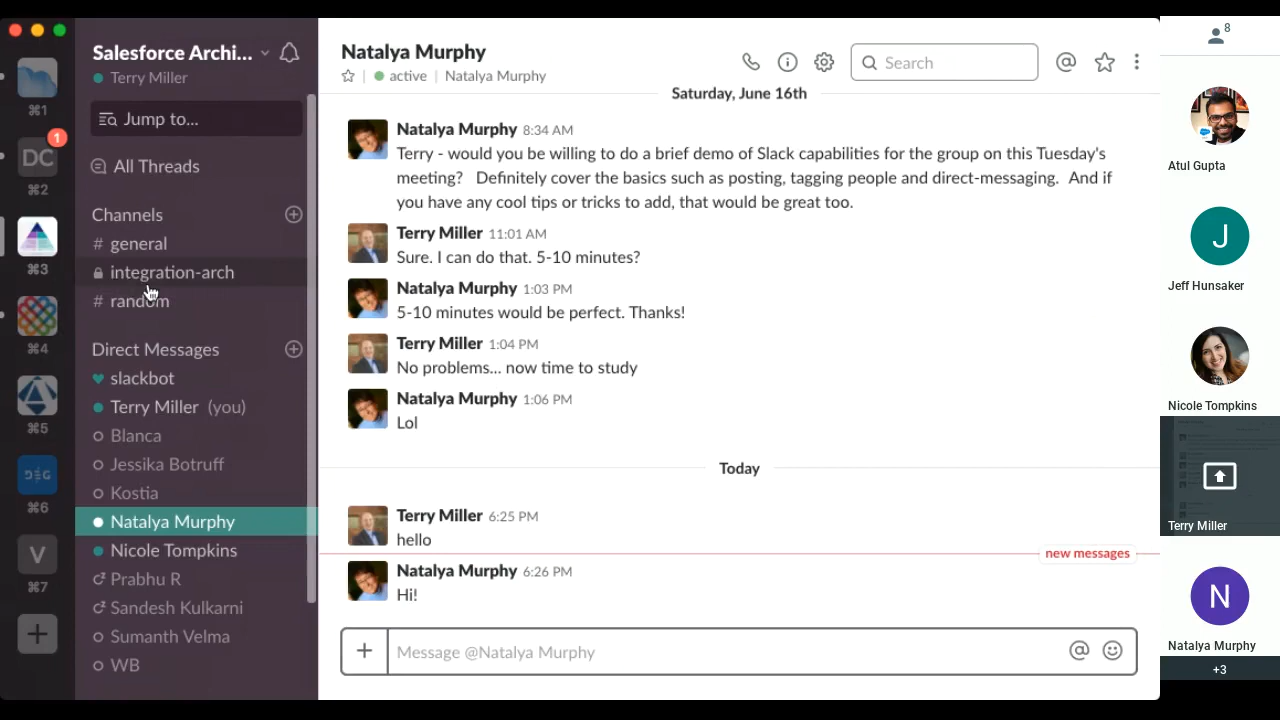 Salesforce Archi...
Terry Miller
Jump to...
All Threads
Channels
# general
integration-arch
# random
Direct Messages
slackbot
Terry Miller (you)
Blanca
Jessika Botruff
Kostia
Natalya Murphy
Nicole Tompkins
Prabhu R
Sandesh Kulkarni
Sumanth Velma
WB
⌘1
DC
1
⌘2
⌘3
⌘4
⌘5
DEG
⌘6
V
⌘7
+
Natalya Murphy
active | Natalya Murphy
Search
Saturday, June 16th
Natalya Murphy 8:34 AM
Terry - would you be willing to do a brief demo of Slack capabilities for the group on this Tuesday's
meeting? Definitely cover the basics such as posting, tagging people and direct-messaging. And if
you have any cool tips or tricks to add, that would be great too.
Terry Miller 11:01 AM
Sure. I can do that. 5-10 minutes?
Natalya Murphy 1:03 PM
5-10 minutes would be perfect. Thanks!
Terry Miller 1:04 PM
No problems... now time to study
Natalya Murphy 1:06 PM
Lol
Today
Terry Miller 6:25 PM
hello
new messages
Natalya Murphy 6:26 PM
Hi!
+ Message @Natalya Murphy
8
Atul Gupta
J
Jeff Hunsaker
Nicole Tompkins
Terry Miller
N
Natalya Murphy
+3